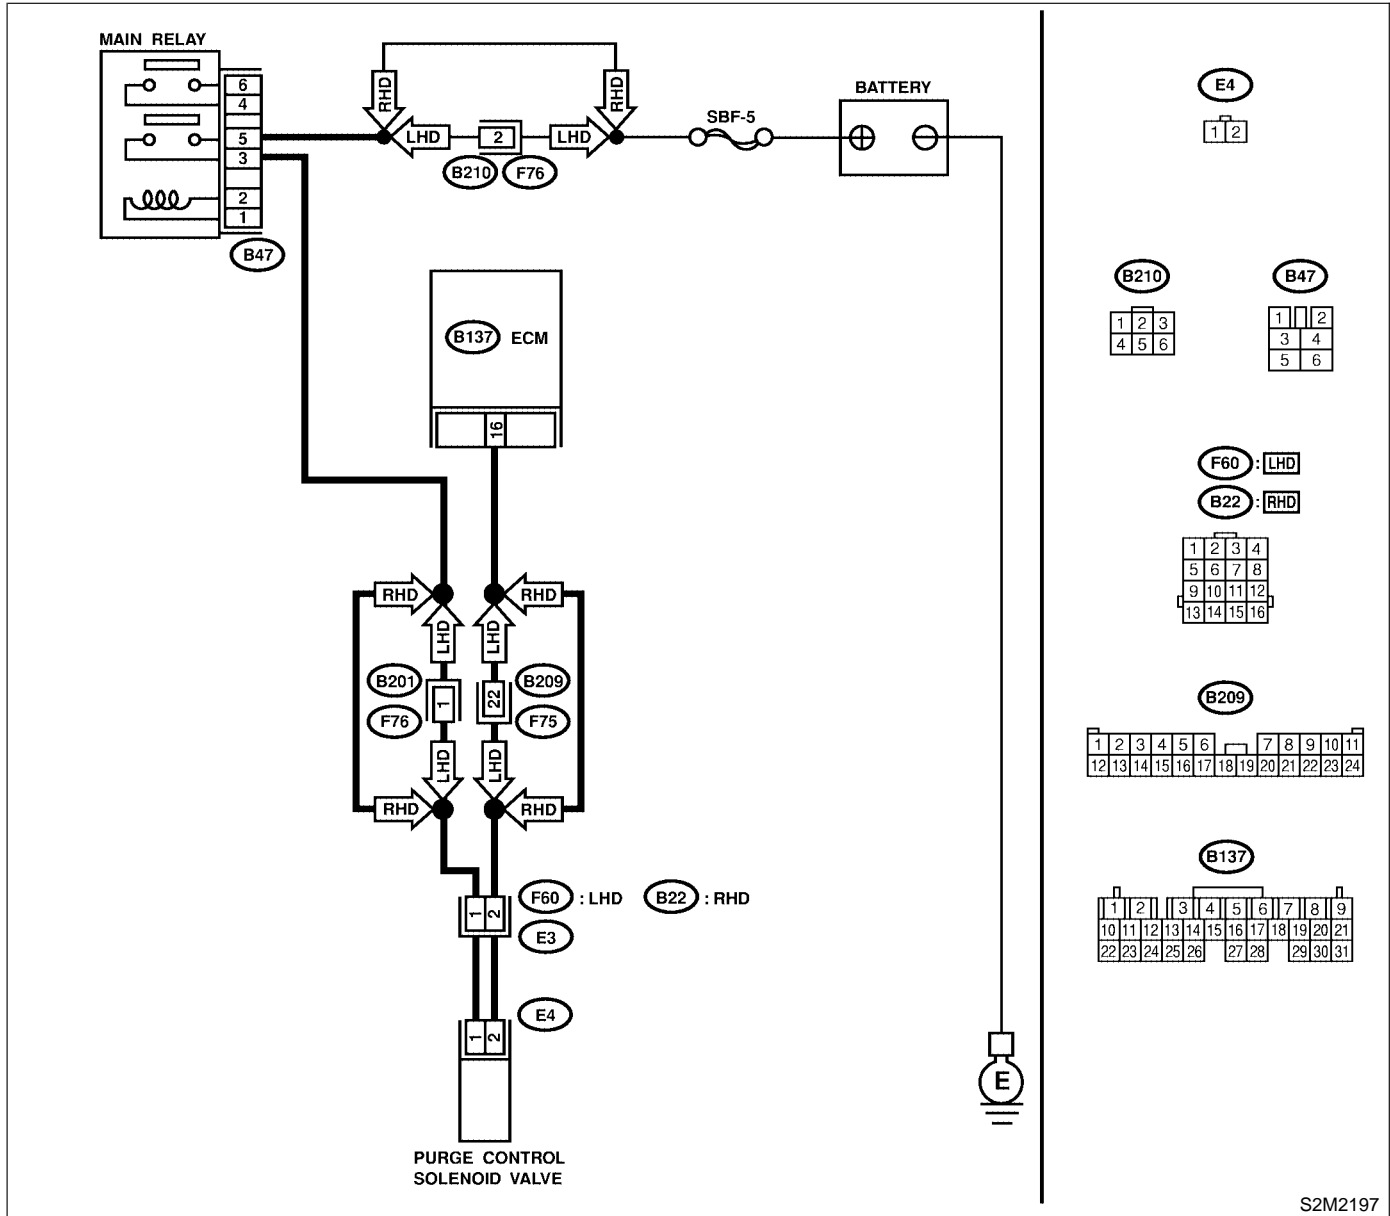 MAIN RELAY
6
4
5
3
2
1
B47
RHD
RHD
LHD
2
LHD
B210
F76
SBF-5
BATTERY
B137 ECM
16
RHD
RHD
LHD
LHD
B201
1
22
B209
F76
F75
LHD
LHD
RHD
RHD
1 2
F60 : LHD
B22 : RHD
E3
E4
1 2
PURGE CONTROL
SOLENOID VALVE
E
E4
1 2
B210
1 2 3
4 5 6
B47
1 2
3 4
5 6
F60 : LHD
B22 : RHD
1 2 3 4
5 6 7 8
9 10 11 12
13 14 15 16
B209
1 2 3 4 5 6 7 8 9 10 11
12 13 14 15 16 17 18 19 20 21 22 23 24
B137
1 2 3 4 5 6 7 8 9
10 11 12 13 14 15 16 17 18 19 20 21
22 23 24 25 26 27 28 29 30 31
S2M2197